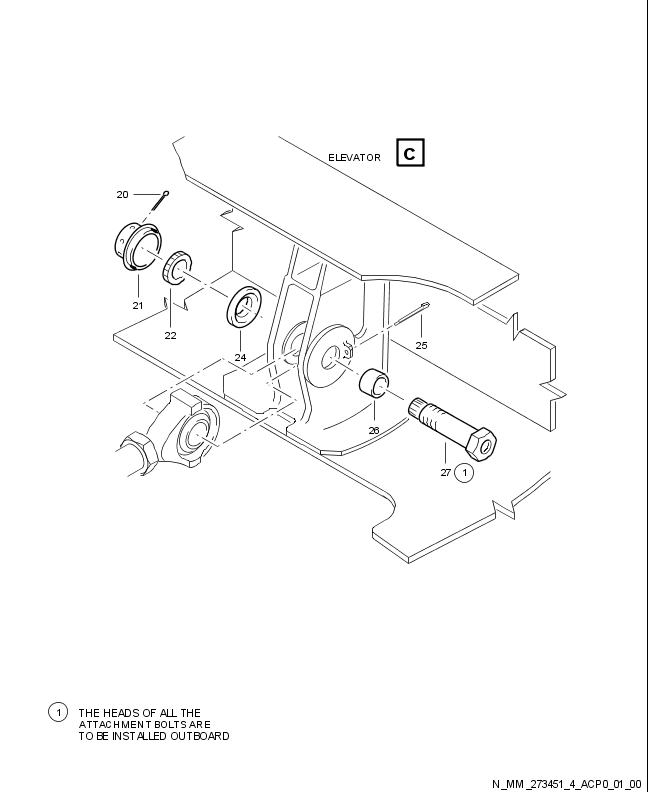 ELEVATOR C
20
21
22
24
25
26
27 1
1 THE HEADS OF ALL THE
ATTACHMENT BOLTS ARE
TO BE INSTALLED OUTBOARD
N_MM_273451_4_ACP0_01_00